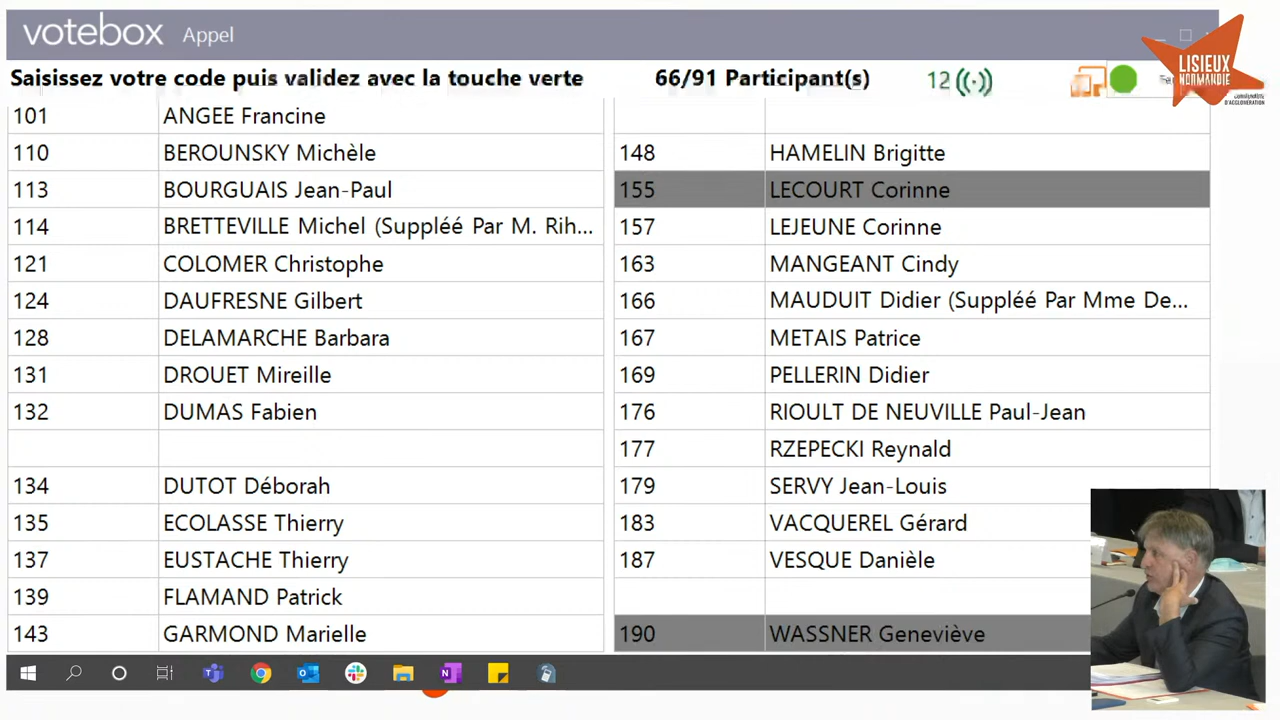 votebox Appel
Saisissez votre code puis validez avec la touche verte
66/91 Participant(s)
12
LISIEUX
NORMANDIE
D'AGGLOMÉRATION
101 ANGEE Francine
110 BEROUNSKY Michèle
113 BOURGUAIS Jean-Paul
114 BRETTEVILLE Michel (Suppléé Par M. Rih...
121 COLOMER Christophe
124 DAUFRESNE Gilbert
128 DELAMARCHE Barbara
131 DROUET Mireille
132 DUMAS Fabien
134 DUTOT Déborah
135 ECOLASSE Thierry
137 EUSTACHE Thierry
139 FLAMAND Patrick
143 GARMOND Marielle
148 HAMELIN Brigitte
155 LECOURT Corinne
157 LEJEUNE Corinne
163 MANGEANT Cindy
166 MAUDUIT Didier (Suppléé Par Mme De...
167 METAIS Patrice
169 PELLERIN Didier
176 RIOULT DE NEUVILLE Paul-Jean
177 RZEPECKI Reynald
179 SERVY Jean-Louis
183 VACQUEREL Gérard
187 VESQUE Danièle
190 WASSNER Geneviève